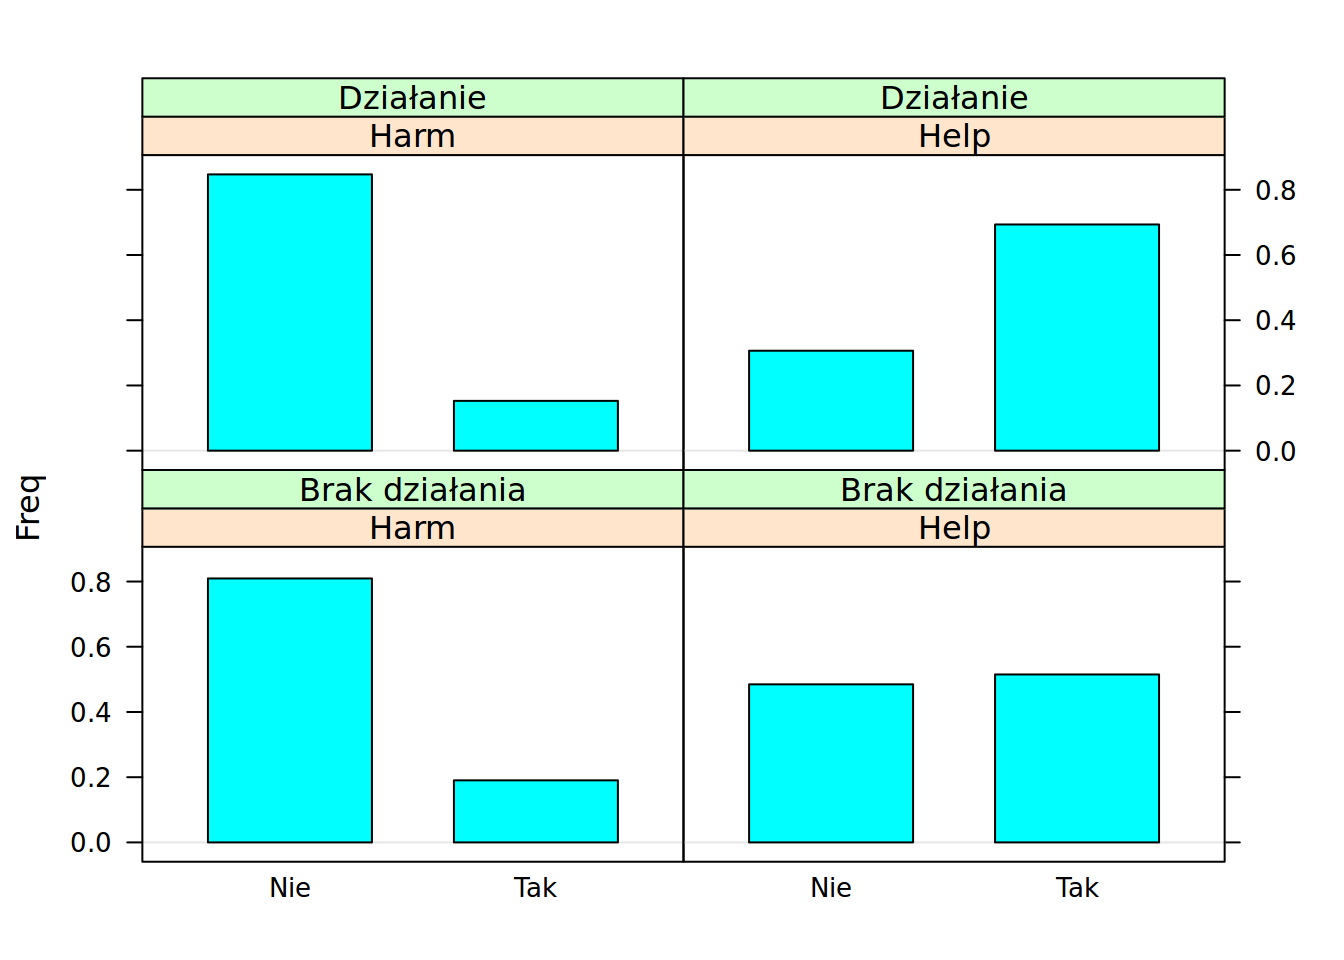 Działanie Działanie
Harm Help
0.8
0.6
0.4
0.2
0.0
Freq
Brak działania Brak działania
Harm Help
0.8
0.6
0.4
0.2
0.0
Nie Tak Nie Tak